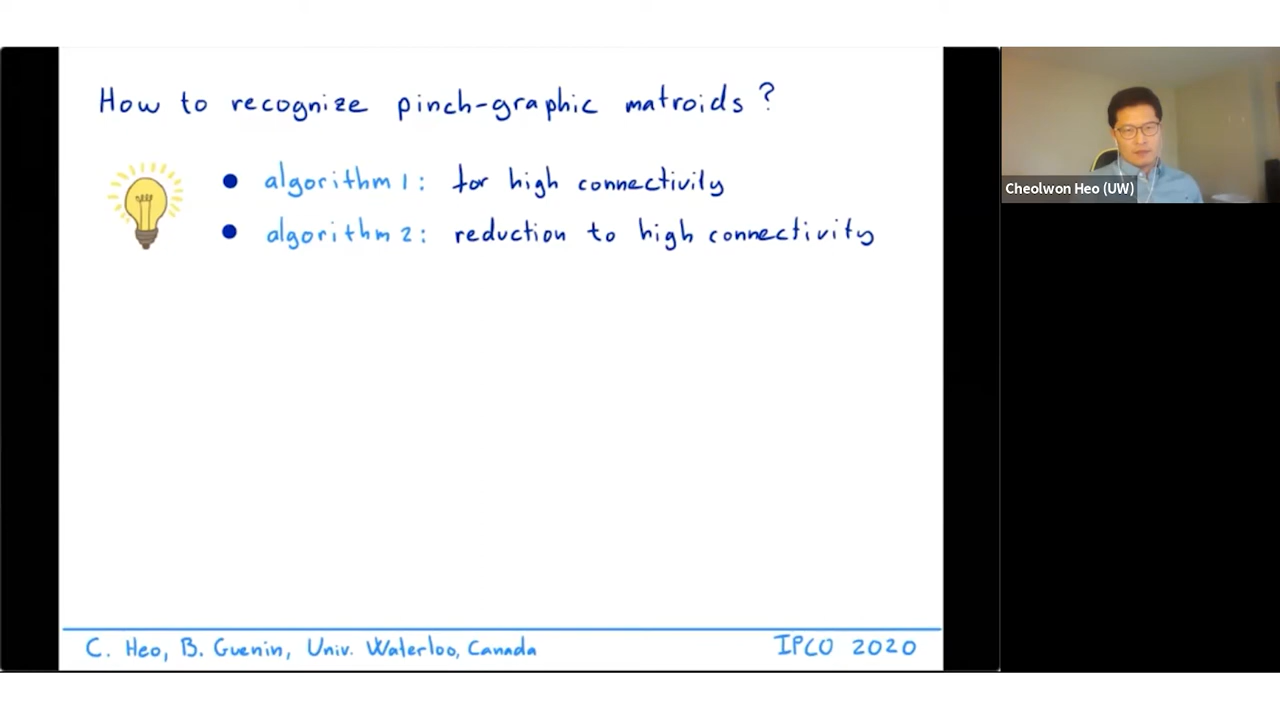 How to recognize pinch-graphic matroids?
• algorithm 1: for high connectivity
• algorithm 2: reduction to high connectivity
C. Heo, B. Guenin, Univ. Waterloo, Canada
IPCO 2020
Cheolwon Heo (UW)